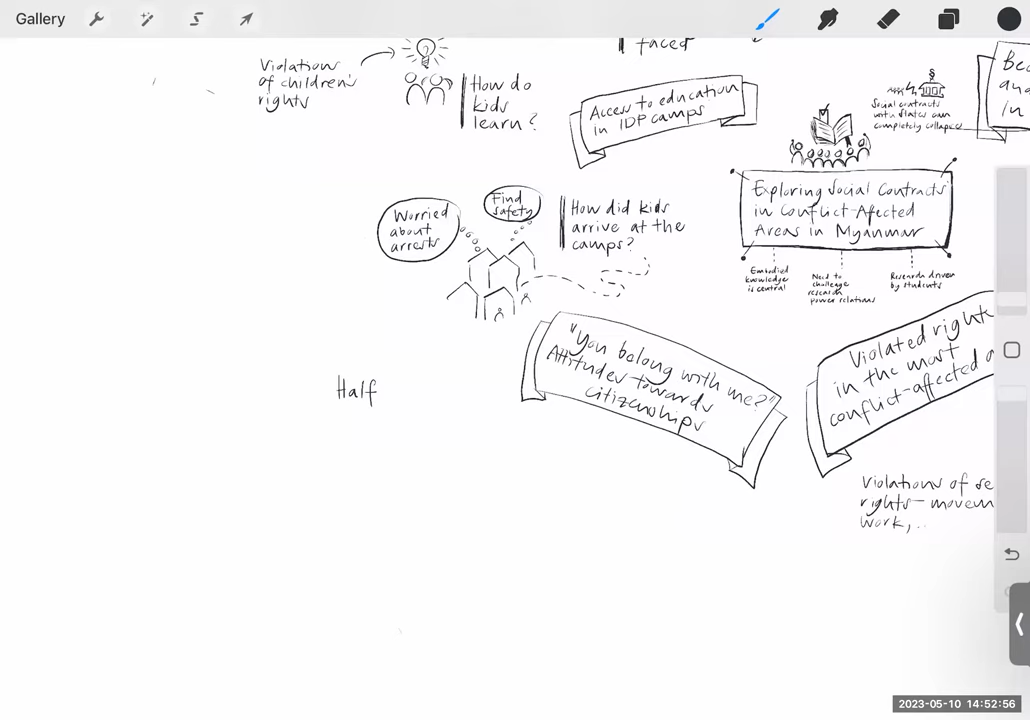 Gallery
faced
Violations
of children's
rights
How do
kids
learn?
Access to education
in IDP camps
§
Social contracts
with states can
completely collapse
in
Exploring Social Contracts
in Conflict-Affected
Areas in Myanmar
Embodied
knowledge
is central
Need to
challenge
research
power relations
Research driven
by students
Worried
about
arrests
Find
safety
How did kids
arrive at the
camps?
"You belong with me?"
Attitudes towards
citizenships
Violated rights
in the most
conflict-affected
Half
Violations of se
rights - movem
work,..
2023-05-10 14:52:56